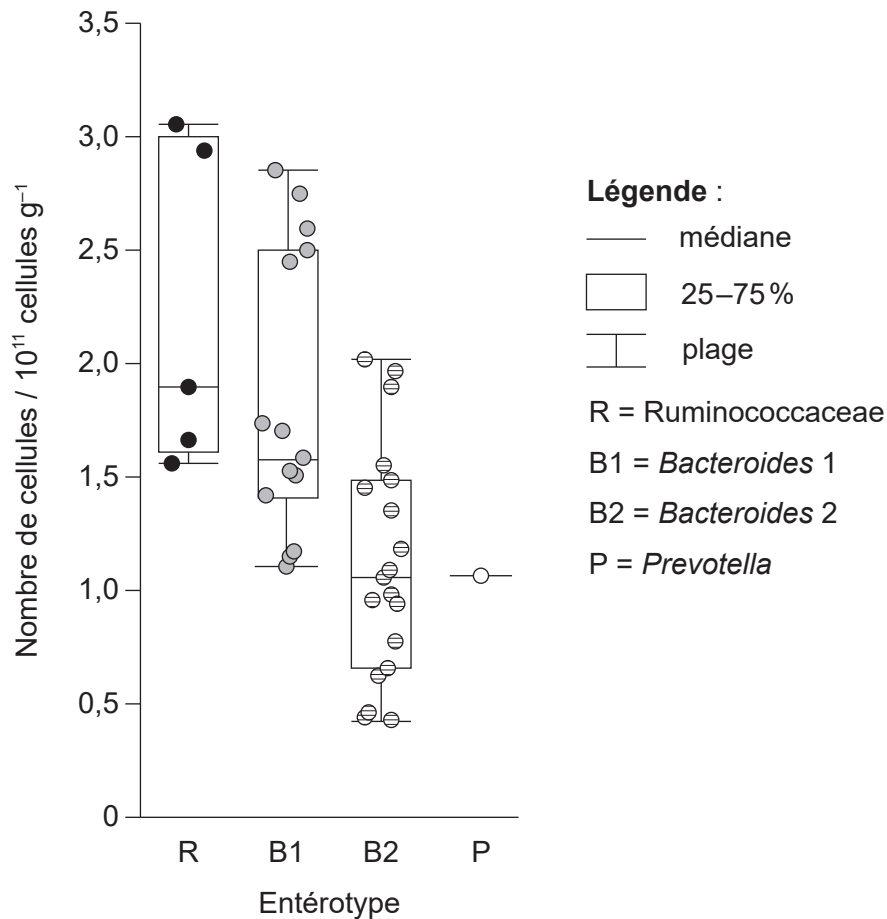 3,5
3,0
2,5
2,0
1,5
1,0
0,5
0
Nombre de cellules / 10¹¹ cellules g⁻¹
R B1 B2 P
Entérotype
Légende :
médiane
25–75 %
plage
R = Ruminococcaceae
B1 = Bacteroides 1
B2 = Bacteroides 2
P = Prevotella